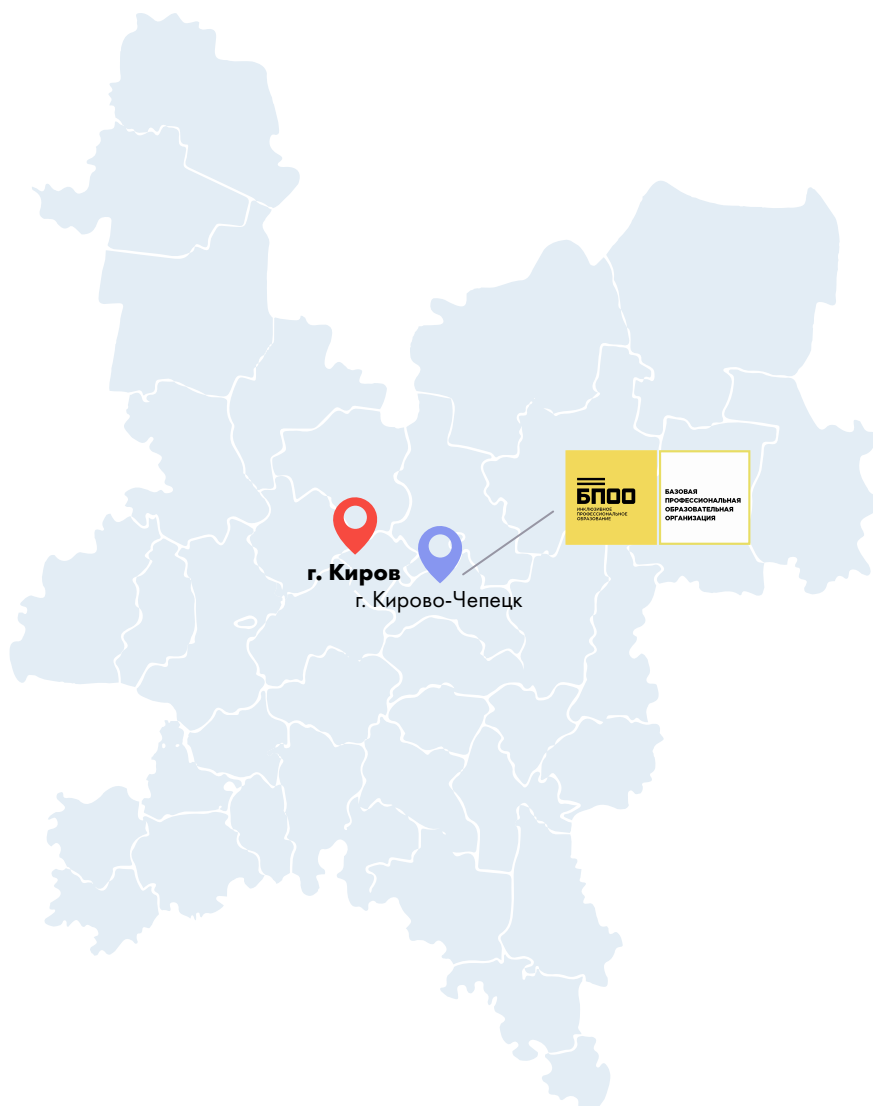 БПОО
ИНКЛЮЗИВНОЕ
ПРОФЕССИОНАЛЬНОЕ
ОБРАЗОВАНИЕ
БАЗОВАЯ
ПРОФЕССИОНАЛЬНАЯ
ОБРАЗОВАТЕЛЬНАЯ
ОРГАНИЗАЦИЯ
г. Киров
г. Кирово-Чепецк